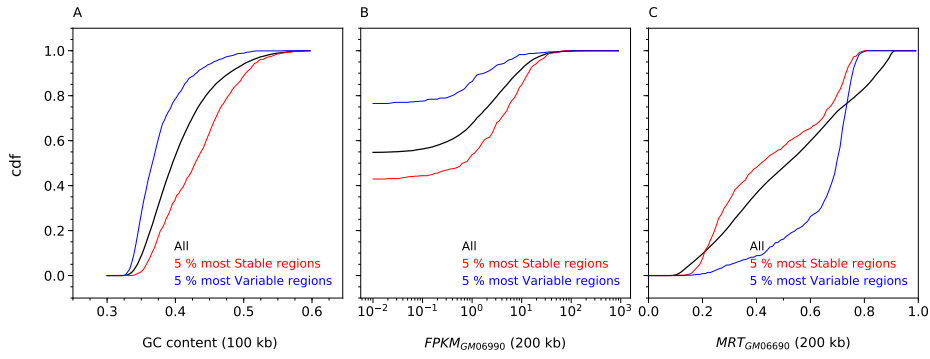 A
B
C
cdf
1.0
0.8
0.6
0.4
0.2
0.0
All
5 % most Stable regions
5 % most Variable regions
0.3 0.4 0.5 0.6
GC content (100 kb)
All
5 % most Stable regions
5 % most Variable regions
10⁻² 10⁻¹ 10⁰ 10¹ 10² 10³
FPKM_GM06990 (200 kb)
All
5 % most Stable regions
5 % most Variable regions
0.0 0.2 0.4 0.6 0.8 1.0
MRT_GM06690 (200 kb)